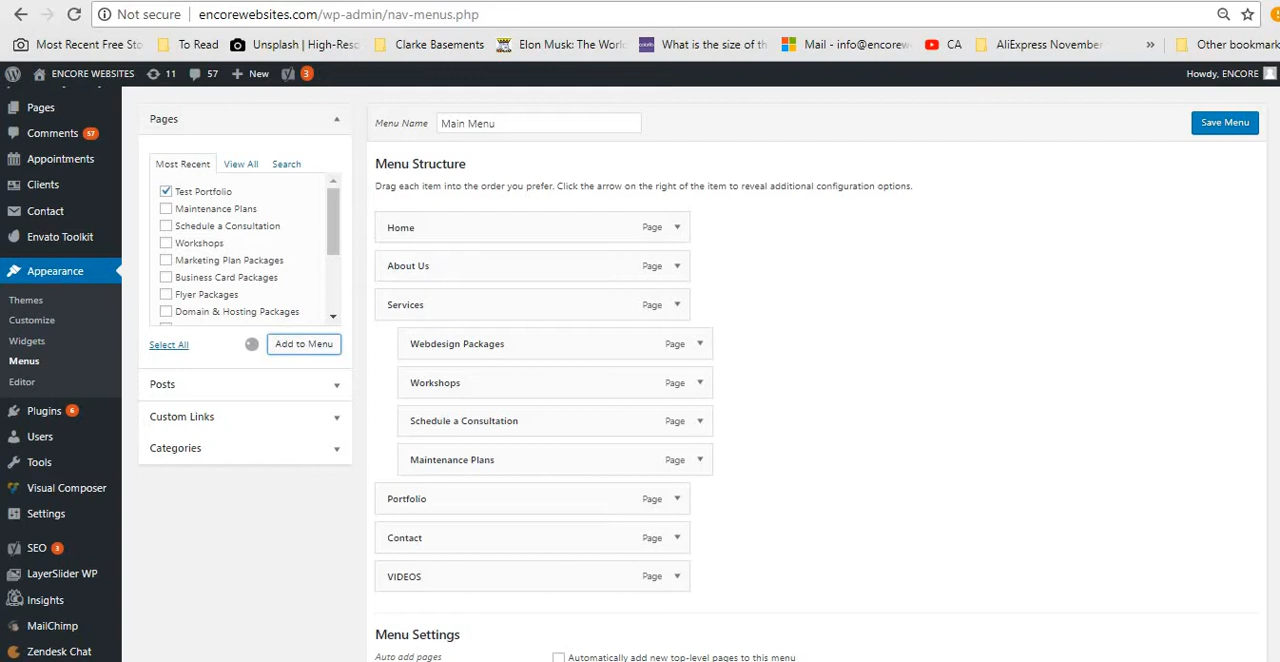 Not secure | encorewebsites.com/wp-admin/nav-menus.php
Most Recent Free Sto To Read Unsplash | High-Reso Clarke Basements Elon Musk: The Worl What is the size of th Mail - info@encorew CA AliExpress November » Other bookmark
ENCORE WEBSITES 11 57 + New 3 Howdy, ENCORE
Pages
Comments 57
Appointments
Clients
Contact
Envato Toolkit
Appearance
Themes
Customize
Widgets
Menus
Editor
Plugins 6
Users
Tools
Visual Composer
Settings
SEO 3
LayerSlider WP
Insights
MailChimp
Zendesk Chat
Pages
Most Recent View All Search
Test Portfolio
Maintenance Plans
Schedule a Consultation
Workshops
Marketing Plan Packages
Business Card Packages
Flyer Packages
Domain & Hosting Packages
Select All Add to Menu
Posts
Custom Links
Categories
Menu Name Main Menu Save Menu
Menu Structure
Drag each item into the order you prefer. Click the arrow on the right of the item to reveal additional configuration options.
Home Page
About Us Page
Services Page
Webdesign Packages Page
Workshops Page
Schedule a Consultation Page
Maintenance Plans Page
Portfolio Page
Contact Page
VIDEOS Page
Menu Settings
Auto add pages Automatically add new top-level pages to this menu